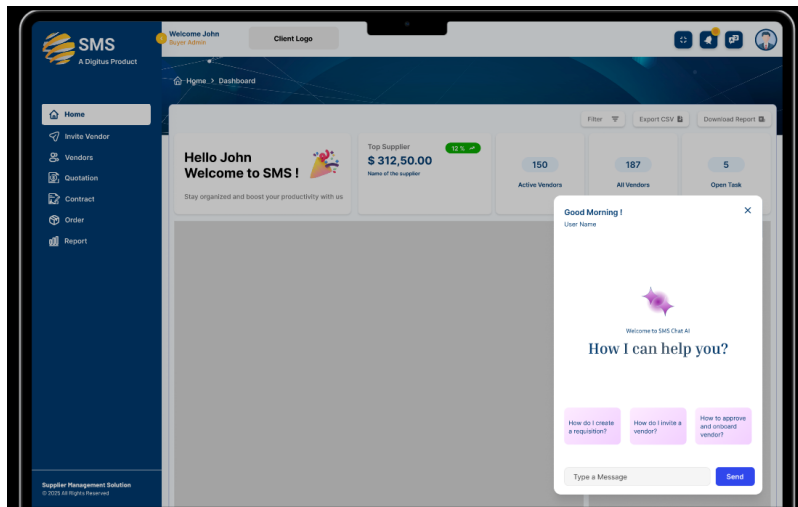 SMS
A Digitus Product
Welcome John
Buyer Admin
Client Logo
Home > Dashboard
Home
Invite Vendor
Vendors
Quotation
Contract
Order
Report
Supplier Management Solution
© 2025 All Rights Reserved
Filter
Export CSV
Download Report
Hello John
Welcome to SMS !
Stay organized and boost your productivity with us
Top Supplier
12 %
$ 312,50.00
Name of the supplier
150
Active Vendors
187
All Vendors
5
Open Task
Good Morning !
User Name
Welcome to SMS Chat AI
How I can help you?
How do I create
a requisition?
How do I invite a
vendor?
How to approve
and onboard
vendor?
Type a Message
Send